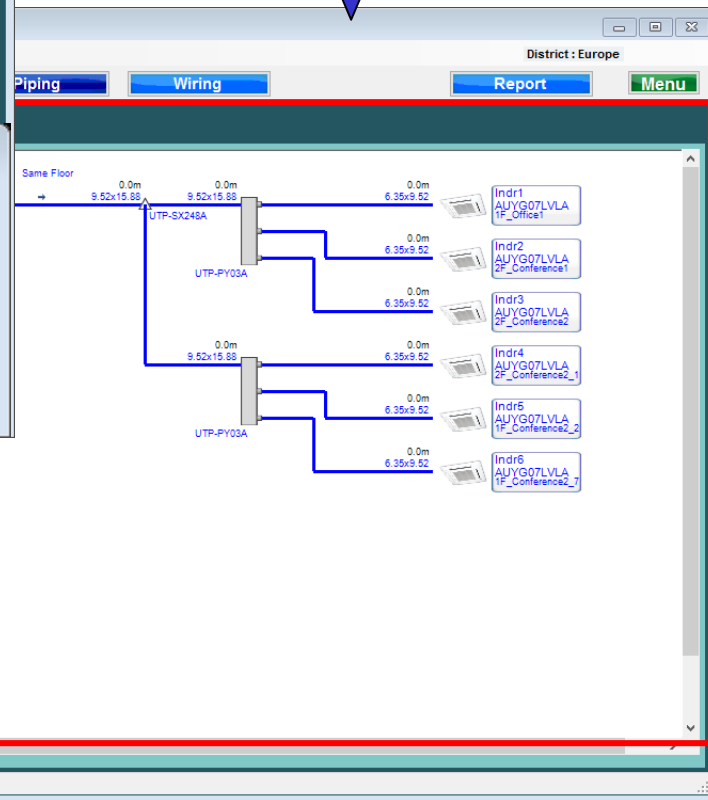 District : Europe
Piping
Wiring
Report
Menu
Same Floor
→
0.0m
9.52x15.88
0.0m
9.52x15.88
UTP-SX248A
UTP-PY03A
0.0m
6.35x9.52
Indr1
AUYG07LVLA
1F_Office1
0.0m
6.35x9.52
Indr2
AUYG07LVLA
2F_Conference1
0.0m
6.35x9.52
Indr3
AUYG07LVLA
2F_Conference2
0.0m
9.52x15.88
UTP-PY03A
0.0m
6.35x9.52
Indr4
AUYG07LVLA
2F_Conference2_1
0.0m
6.35x9.52
Indr5
AUYG07LVLA
1F_Conference2_2
0.0m
6.35x9.52
Indr6
AUYG07LVLA
1F_Conference2_7